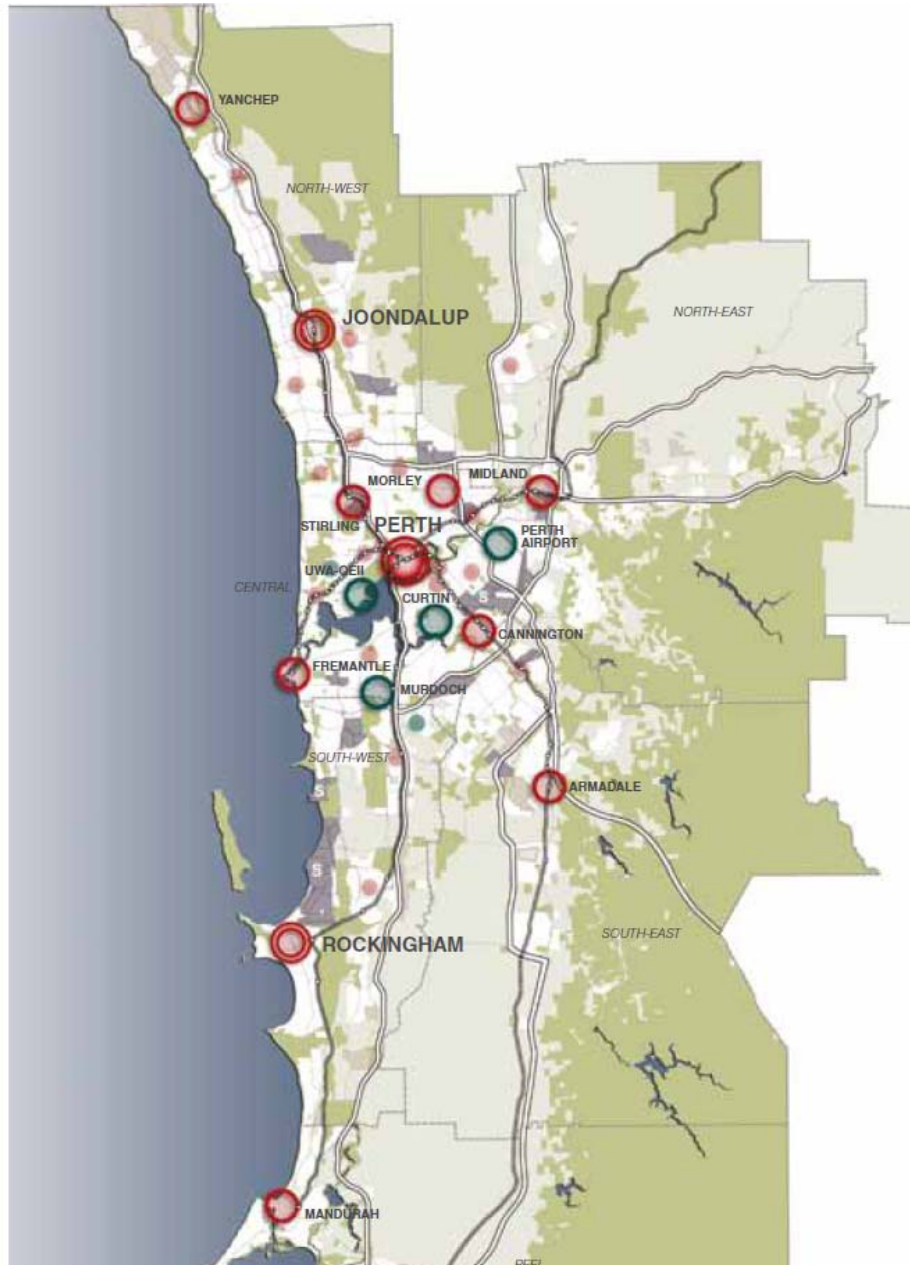 YANCHEP
NORTH-WEST
JOONDALUP
NORTH-EAST
MORLEY
MIDLAND
STIRLING
PERTH
PERTH
AIRPORT
UWA-QEII
CENTRAL
CURTIN
S
CANNINGTON
FREMANTLE
MURDOCH
SOUTH-WEST
ARMADALE
S
S
SOUTH-EAST
ROCKINGHAM
MANDURAH
PEEL